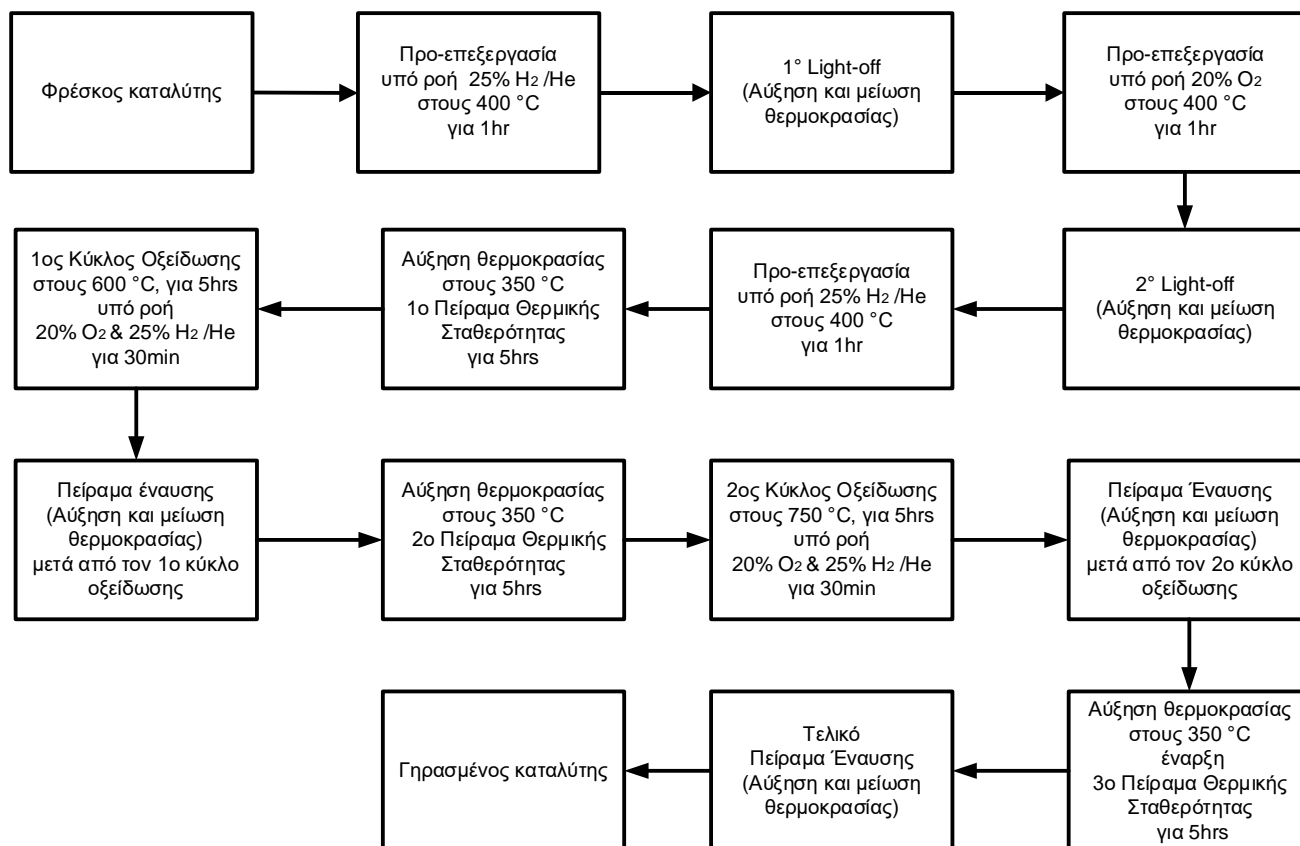 Φρέσκος καταλύτης
Προ-επεξεργασία
υπό ροή 25% H2 /He
στους 400 °C
για 1hr
1° Light-off
(Αύξηση και μείωση
θερμοκρασίας)
Προ-επεξεργασία
υπό ροή 20% O2
στους 400 °C
για 1hr
2° Light-off
(Αύξηση και μείωση
θερμοκρασίας)
Προ-επεξεργασία
υπό ροή 25% H2 /He
στους 400 °C
για 1hr
Αύξηση θερμοκρασίας
στους 350 °C
1ο Πείραμα Θερμικής
Σταθερότητας
για 5hrs
1ος Κύκλος Οξείδωσης
στους 600 °C, για 5hrs
υπό ροή
20% O2 & 25% H2 /He
για 30min
Πείραμα έναυσης
(Αύξηση και μείωση
θερμοκρασίας)
μετά από τον 1ο κύκλο
οξείδωσης
Αύξηση θερμοκρασίας
στους 350 °C
2ο Πείραμα Θερμικής
Σταθερότητας
για 5hrs
2ος Κύκλος Οξείδωσης
στους 750 °C, για 5hrs
υπό ροή
20% O2 & 25% H2 /He
για 30min
Πείραμα Έναυσης
(Αύξηση και μείωση
θερμοκρασίας)
μετά από τον 2ο κύκλο
οξείδωσης
Αύξηση θερμοκρασίας
στους 350 °C
έναρξη
3ο Πείραμα Θερμικής
Σταθερότητας
για 5hrs
Τελικό
Πείραμα Έναυσης
(Αύξηση και μείωση
θερμοκρασίας)
Γηρασμένος καταλύτης